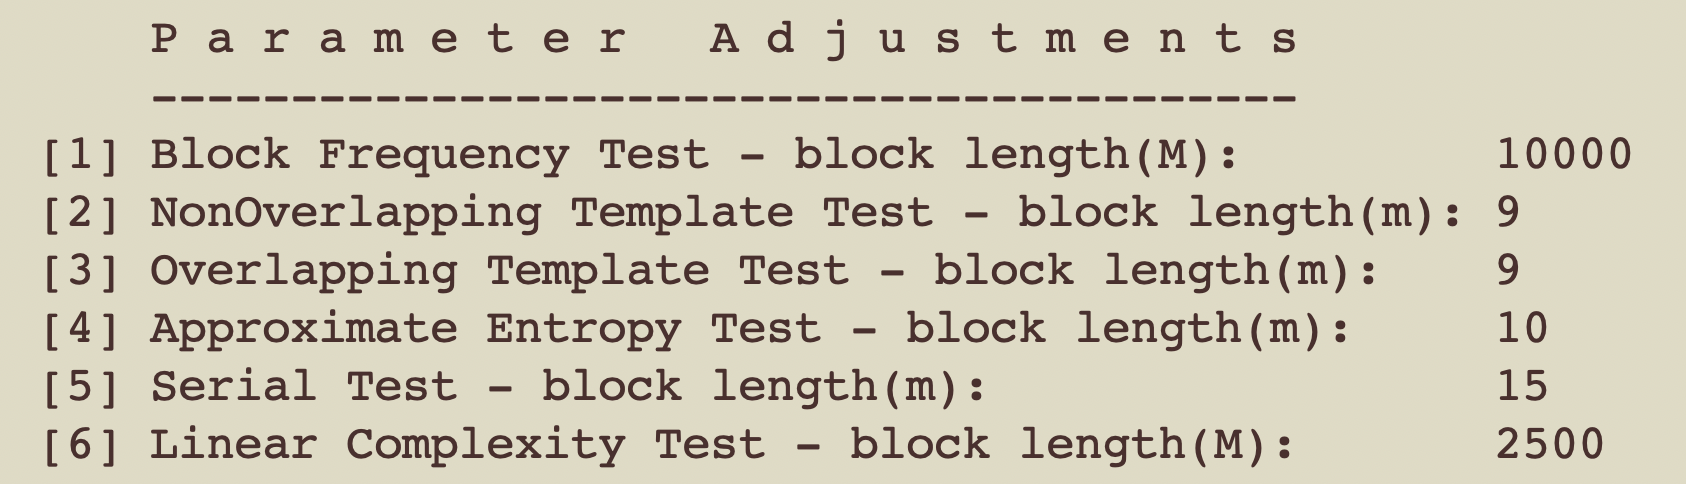 P a r a m e t e r   A d j u s t m e n t s
-----------------------------------------
[1] Block Frequency Test - block length(M):         10000
[2] NonOverlapping Template Test - block length(m): 9
[3] Overlapping Template Test - block length(m):    9
[4] Approximate Entropy Test - block length(m):     10
[5] Serial Test - block length(m):                  15
[6] Linear Complexity Test - block length(M):       2500